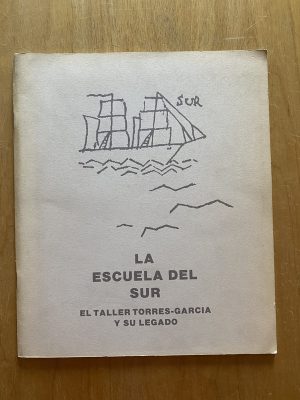 SUR
LA
ESCUELA DEL
SUR
EL TALLER TORRES-GARCIA
Y SU LEGADO